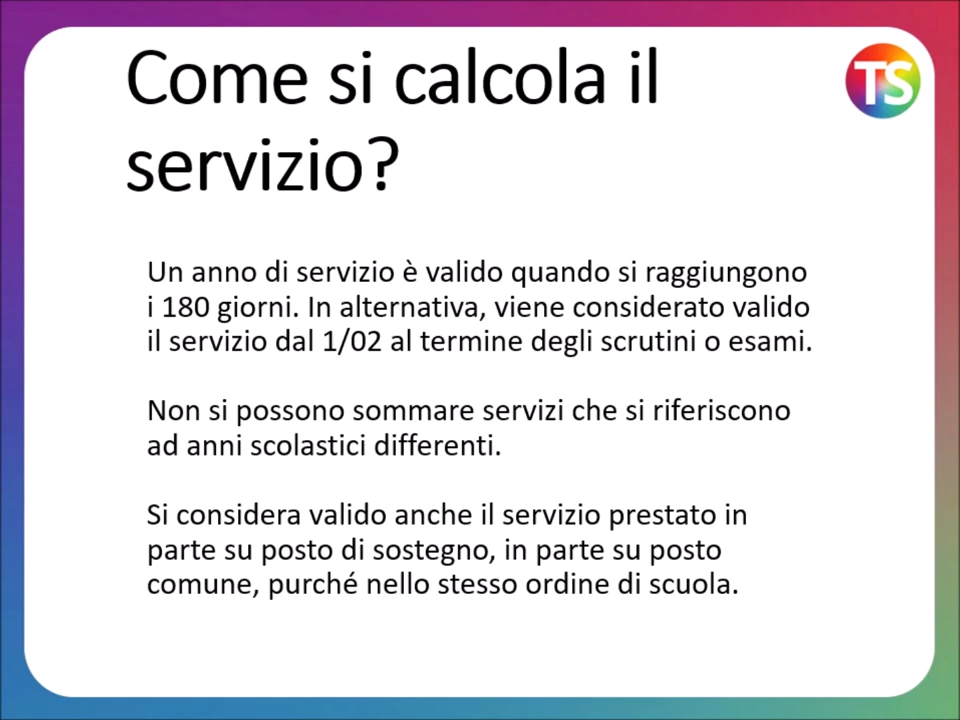 Come si calcola il
servizio?
TS
Un anno di servizio è valido quando si raggiungono
i 180 giorni. In alternativa, viene considerato valido
il servizio dal 1/02 al termine degli scrutini o esami.
Non si possono sommare servizi che si riferiscono
ad anni scolastici differenti.
Si considera valido anche il servizio prestato in
parte su posto di sostegno, in parte su posto
comune, purché nello stesso ordine di scuola.